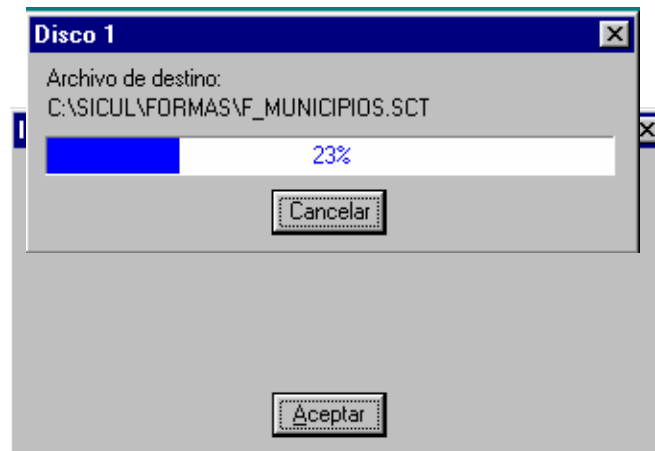 Disco 1
Archivo de destino:
C:\SICUL\FORMAS\F_MUNICIPIOS.SCT
23%
Cancelar
Aceptar